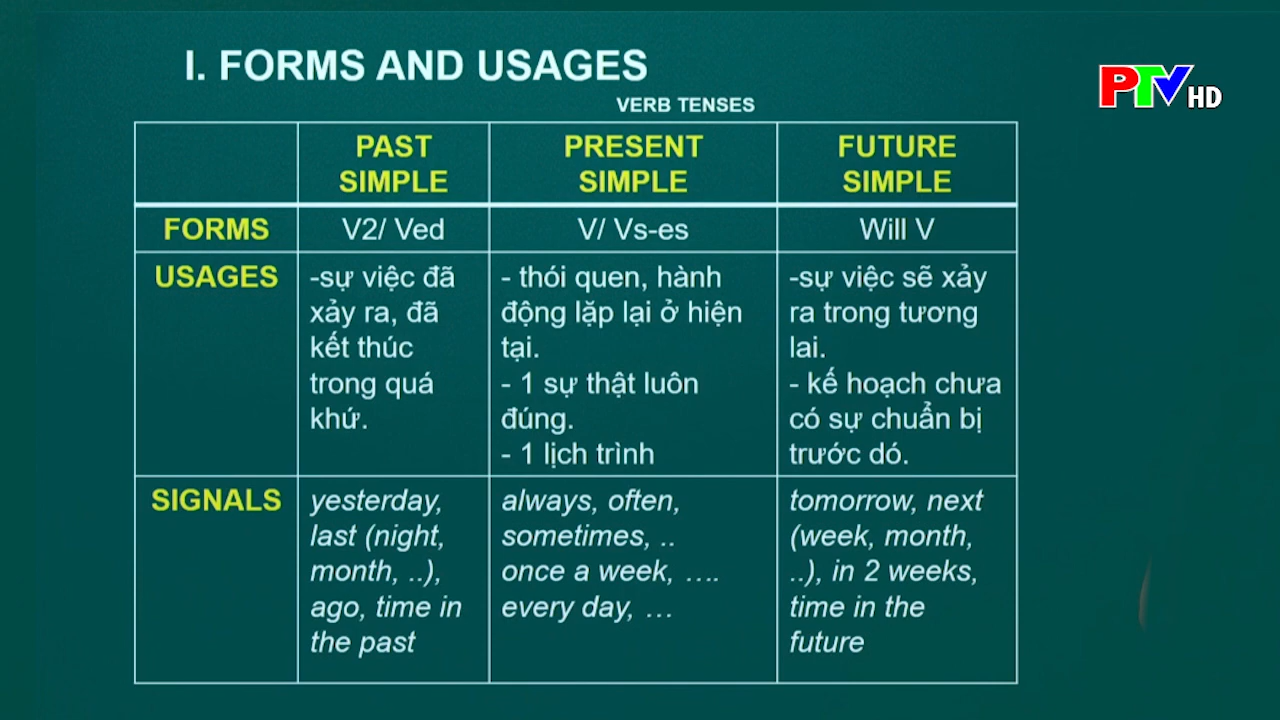 I. FORMS AND USAGES
PTV HD
VERB TENSES
PAST
SIMPLE
PRESENT
SIMPLE
FUTURE
SIMPLE
FORMS
V2/ Ved
V/ Vs-es
Will V
USAGES
-sự việc đã
xảy ra, đã
kết thúc
trong quá
khứ.
- thói quen, hành
động lặp lại ở hiện
tại.
- 1 sự thật luôn
đúng.
- 1 lịch trình
-sự việc sẽ xảy
ra trong tương
lai.
- kế hoạch chưa
có sự chuẩn bị
trước dó.
SIGNALS
yesterday,
last (night,
month, ..),
ago, time in
the past
always, often,
sometimes, ..
once a week, ….
every day, …
tomorrow, next
(week, month,
..), in 2 weeks,
time in the
future